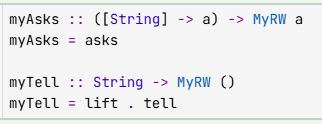 myAsks :: ([String] -> a) -> MyRW a
myAsks = asks

myTell :: String -> MyRW ()
myTell = lift . tell